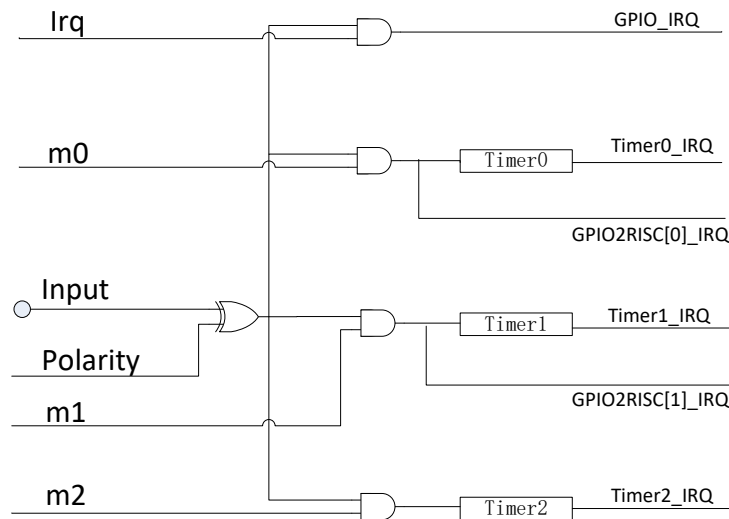 Irq
GPIO_IRQ
m0
Timer0
Timer0_IRQ
GPIO2RISC[0]_IRQ
Input
Timer1
Timer1_IRQ
Polarity
GPIO2RISC[1]_IRQ
m1
m2
Timer2
Timer2_IRQ